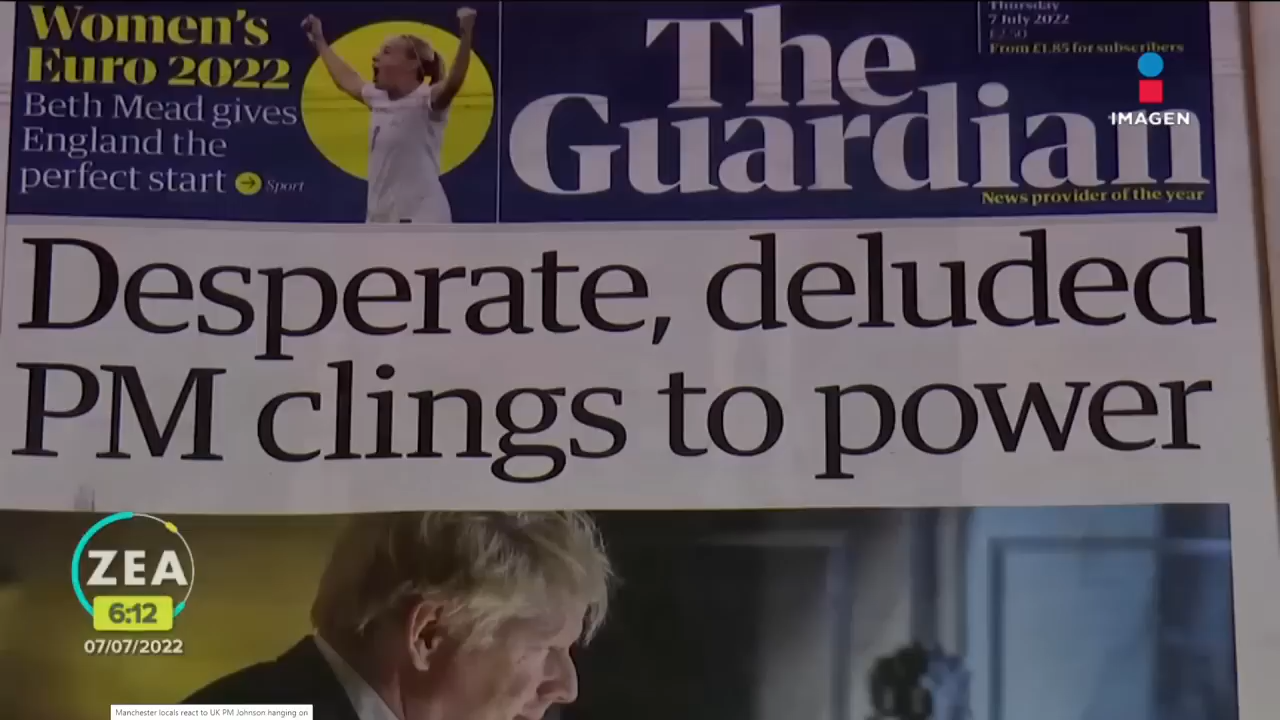 Women's
Euro 2022
Beth Mead gives
England the
perfect start
Sport
The
Guardian
News provider of the year
Thursday
7 July 2022
£2.50
From £1.85 for subscribers
IMAGEN
Desperate, deluded
PM clings to power
ZEA
6:12
07/07/2022
Manchester locals react to UK PM Johnson hanging on